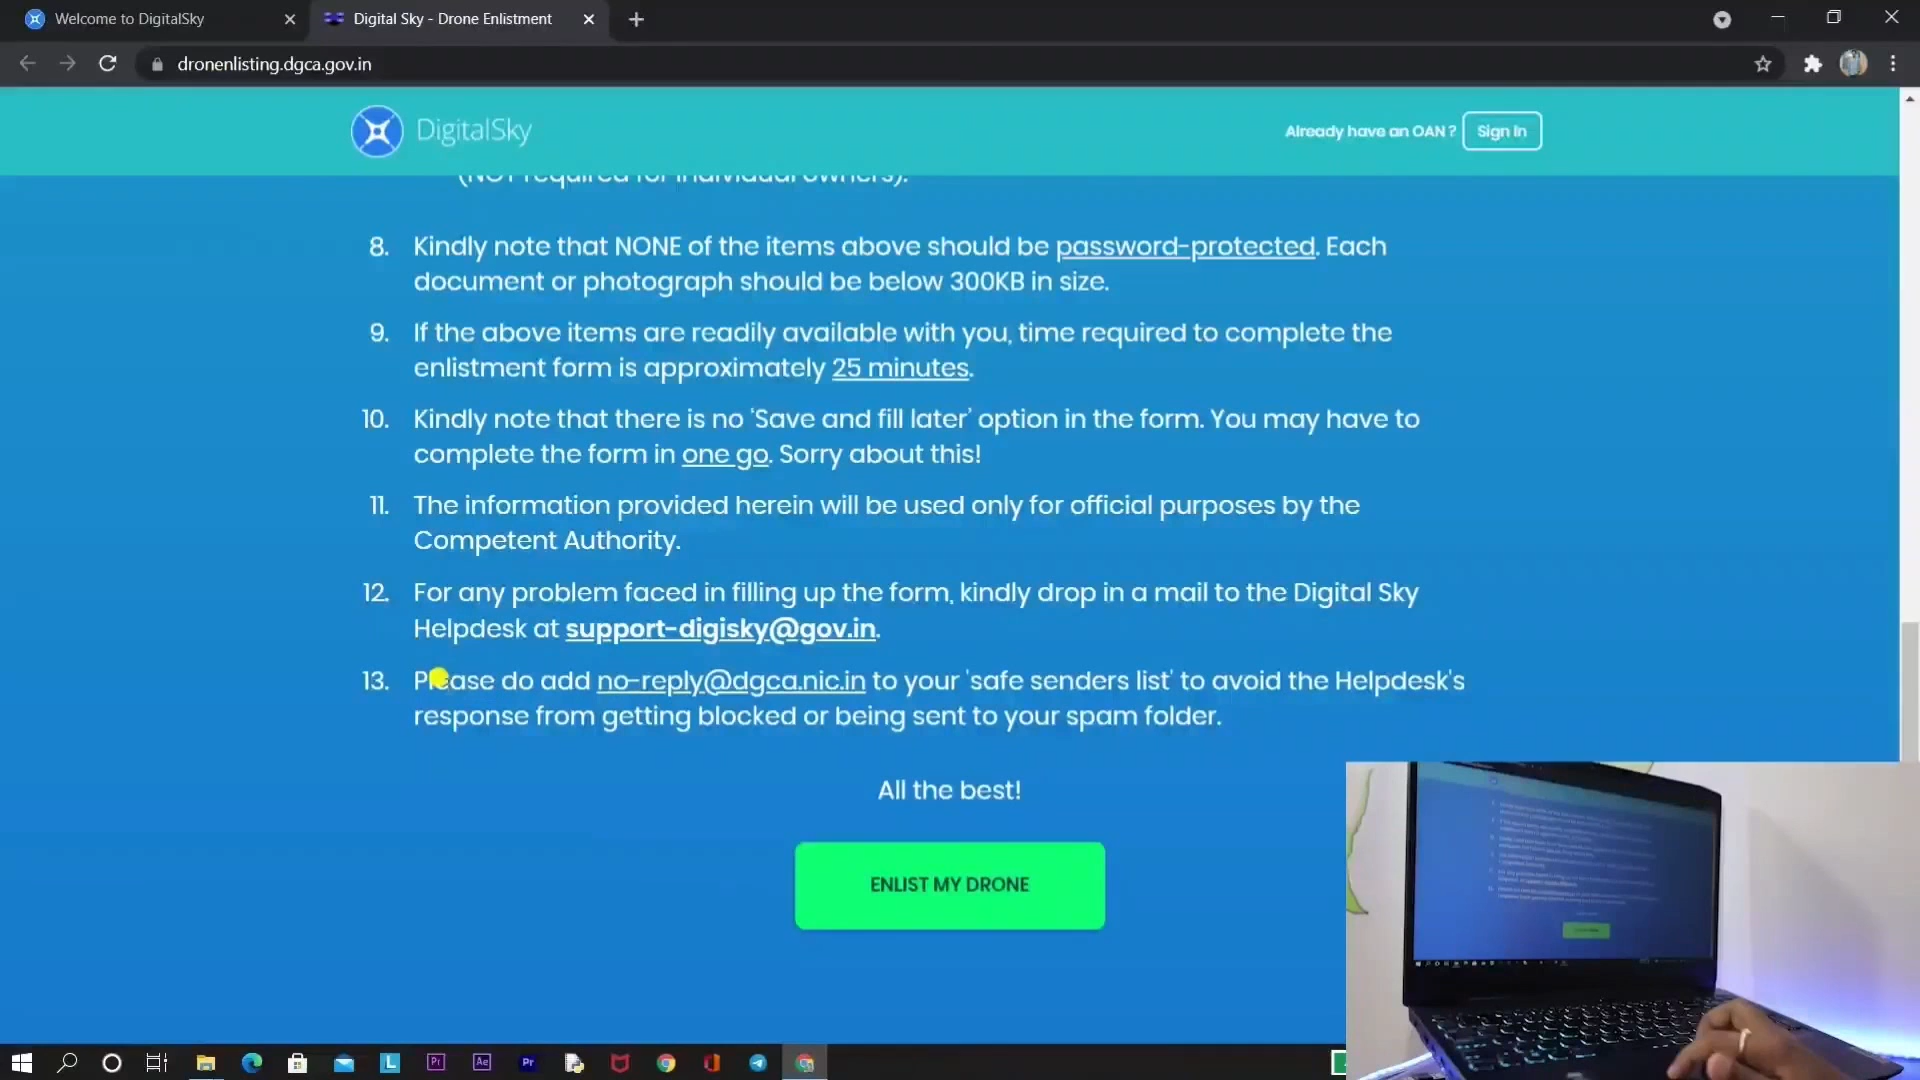 Welcome to DigitalSky
Digital Sky - Drone Enlistment
dronenlisting.dgca.gov.in
DigitalSky
Already have an OAN ?
Sign In
(NOT required for individual owners).
8. Kindly note that NONE of the items above should be password-protected. Each
document or photograph should be below 300KB in size.
9. If the above items are readily available with you, time required to complete the
enlistment form is approximately 25 minutes.
10. Kindly note that there is no 'Save and fill later' option in the form. You may have to
complete the form in one go. Sorry about this!
11. The information provided herein will be used only for official purposes by the
Competent Authority.
12. For any problem faced in filling up the form, kindly drop in a mail to the Digital Sky
Helpdesk at support-digisky@gov.in.
13. Please do add no-reply@dgca.nic.in to your 'safe senders list' to avoid the Helpdesk's
response from getting blocked or being sent to your spam folder.
All the best!
ENLIST MY DRONE
L
Pr
Ae
Pr